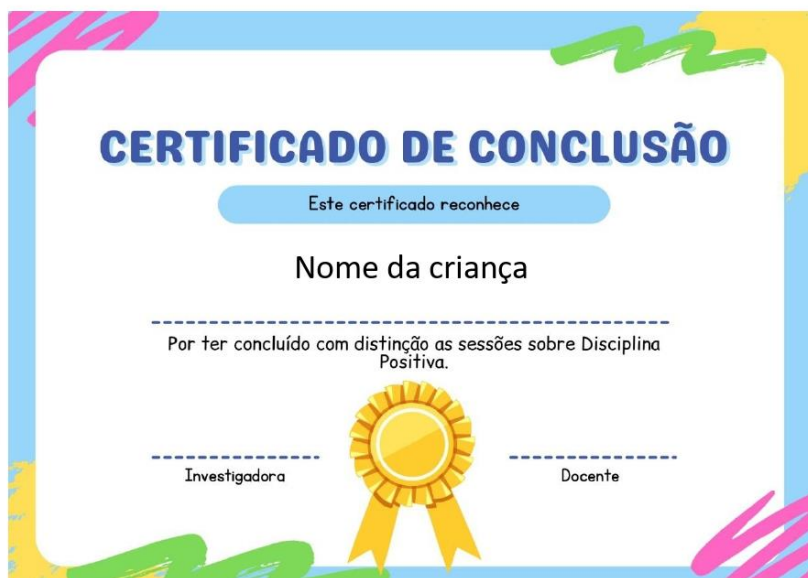 CERTIFICADO DE CONCLUSÃO
Este certificado reconhece
Nome da criança
Por ter concluído com distinção as sessões sobre Disciplina
Positiva.
Investigadora
Docente